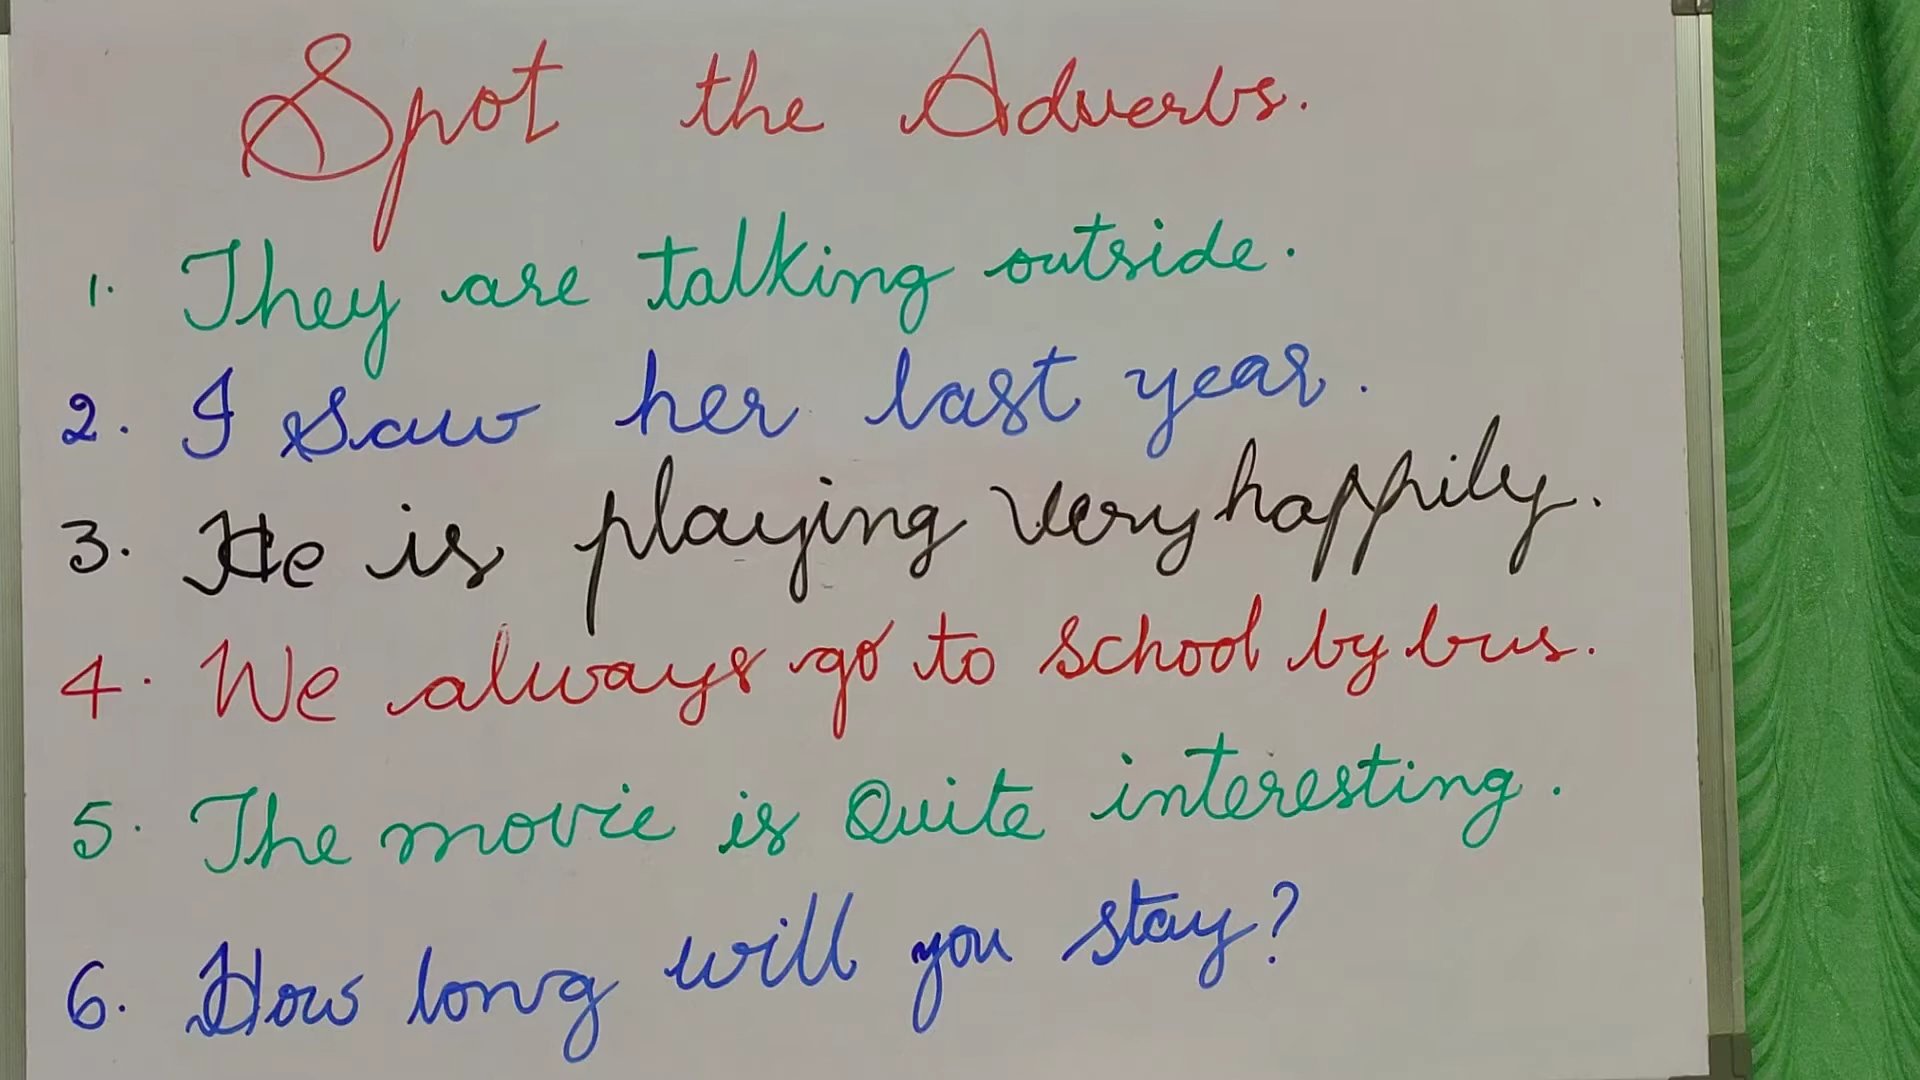 Spot the Adverbs.
1. They are talking outside.
2. I saw her last year.
3. He is playing very happily.
4. We always go to school by bus.
5. The movie is Quite interesting.
6. How long will you stay?